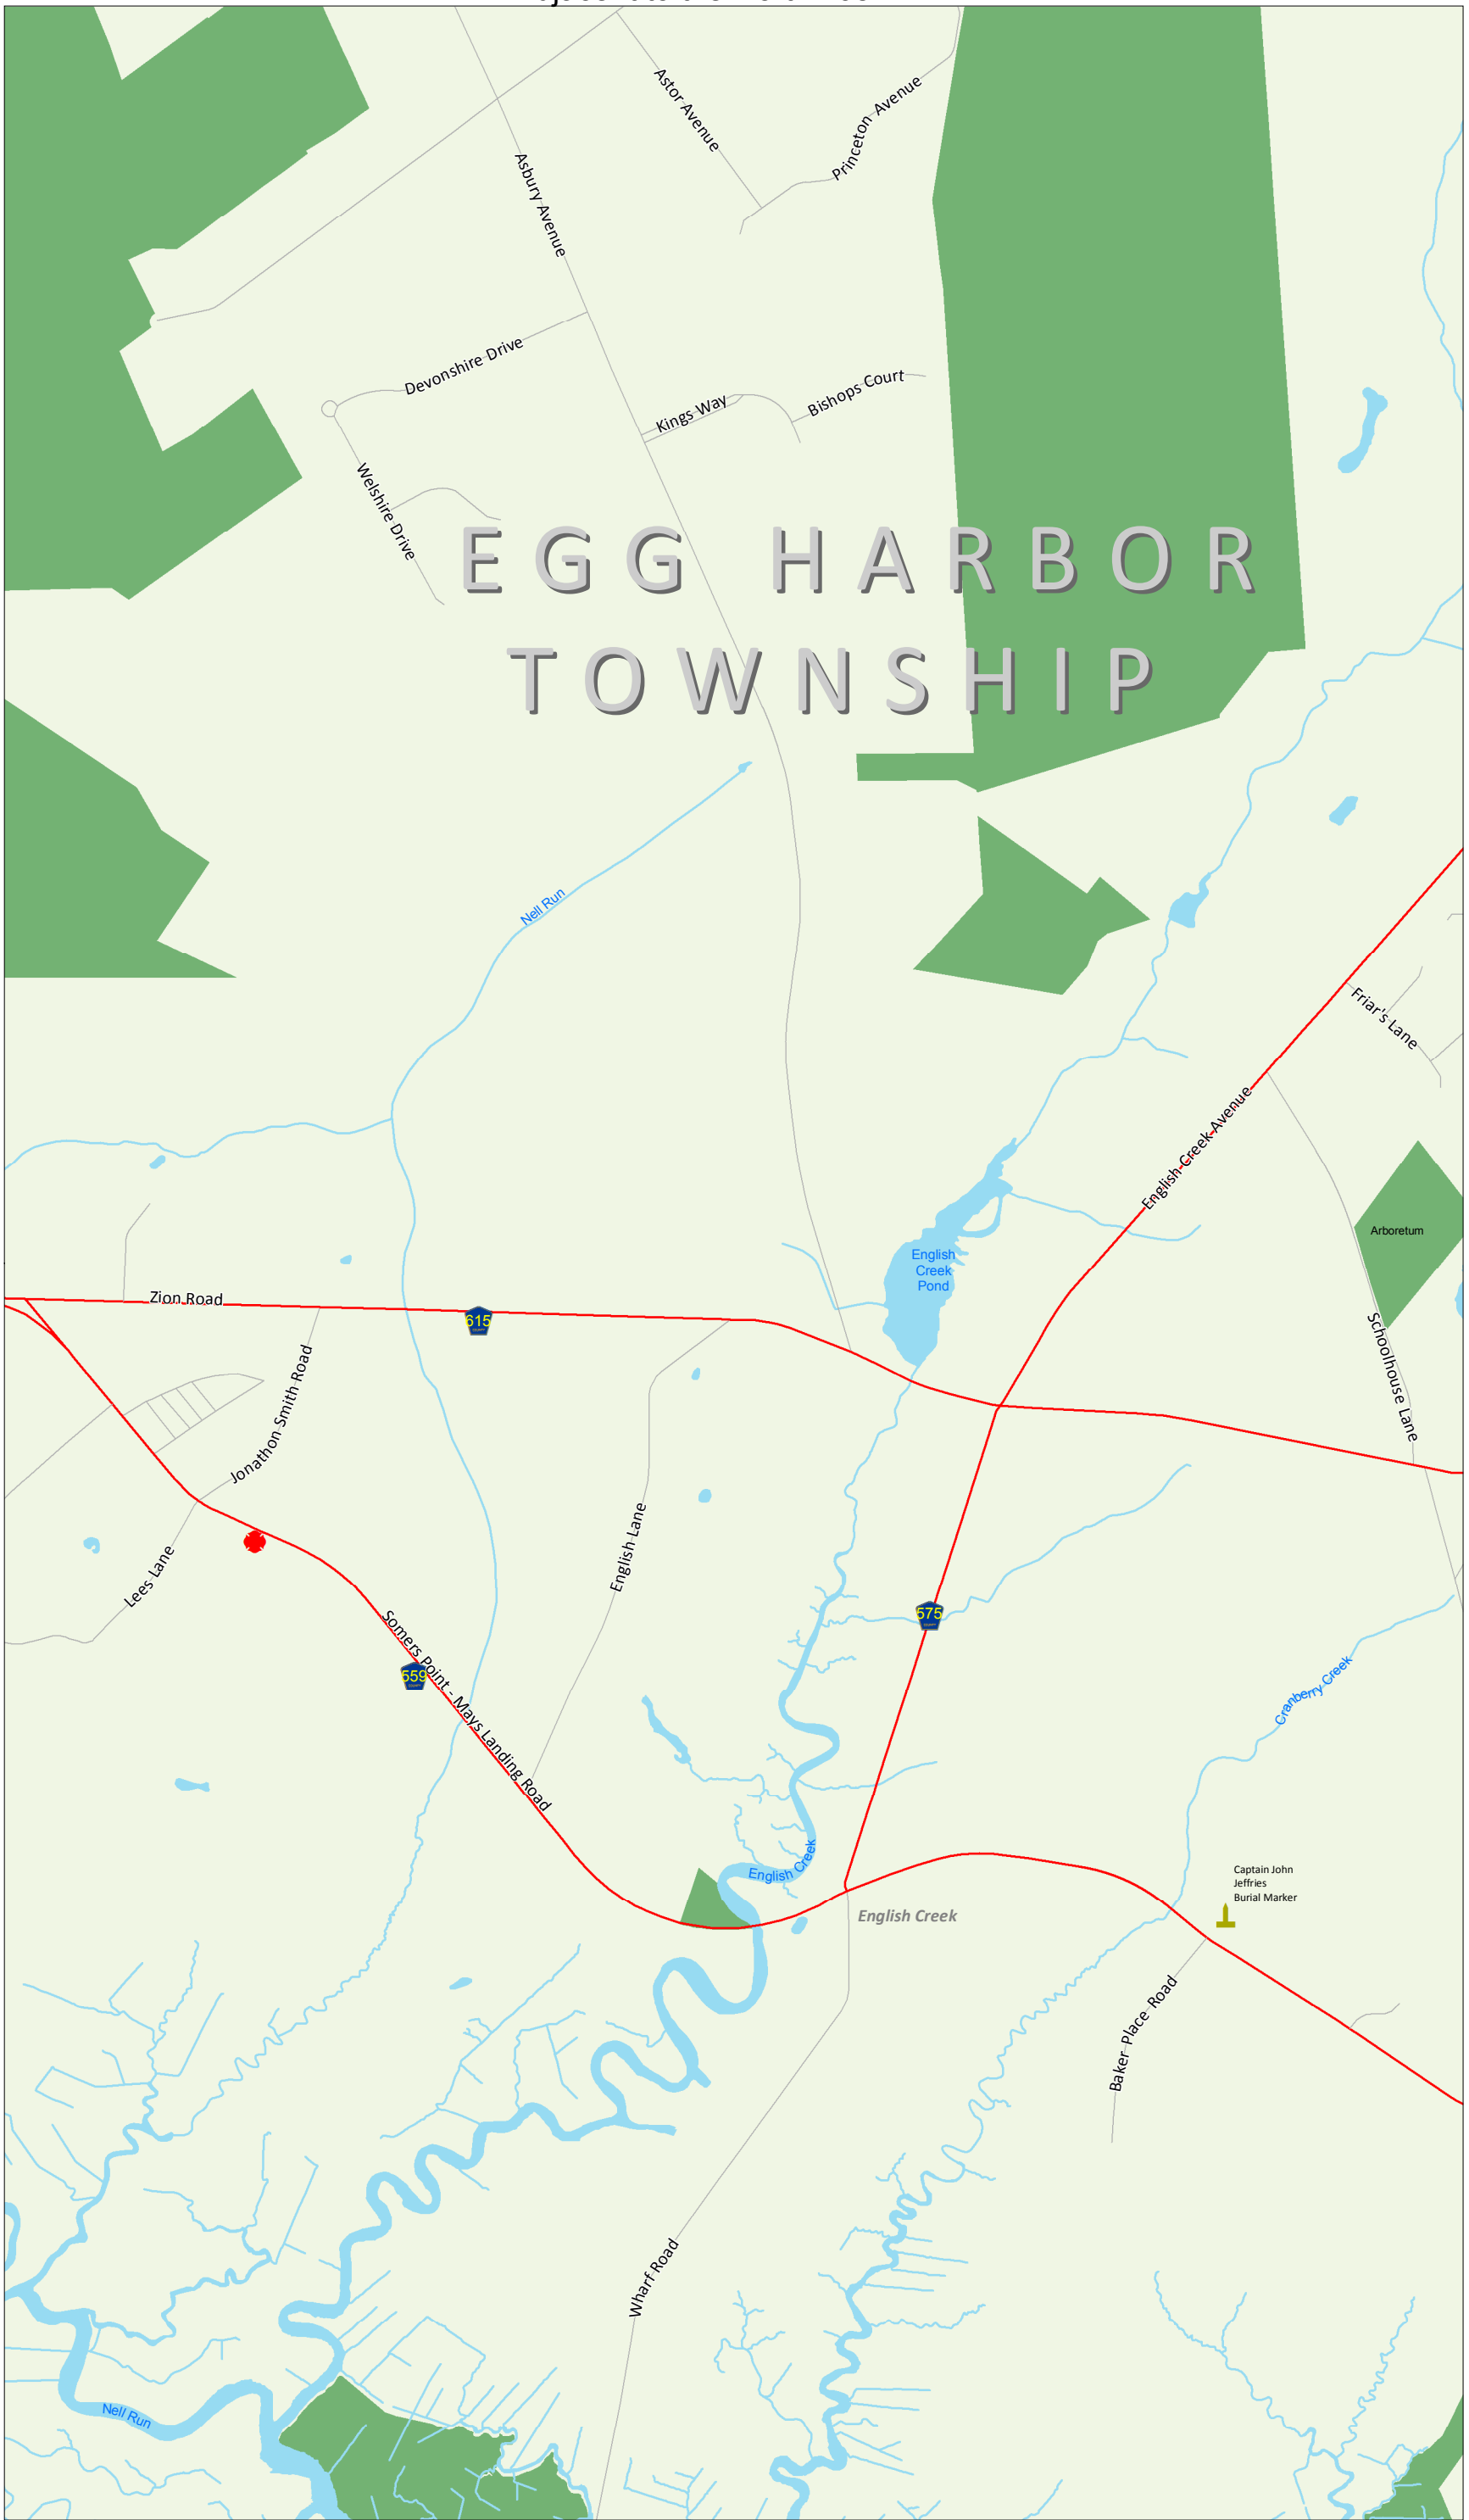 Astor Avenue
Princeton Avenue
Asbury Avenue
Devonshire Drive
Kings Way
Bishops Court
Welshire Drive
EGG HARBOR
TOWNSHIP
Nell Run
Friar's Lane
English Creek Avenue
Arboretum
English
Creek
Pond
Zion Road
615
Schoolhouse Lane
Jonathon Smith Road
English Lane
Lees Lane
575
Somers Point - Mays Landing Road
559
Cranberry Creek
English Creek
Captain John
Jeffries
Burial Marker
English Creek
Baker Place Road
Wharf Road
Nell Run